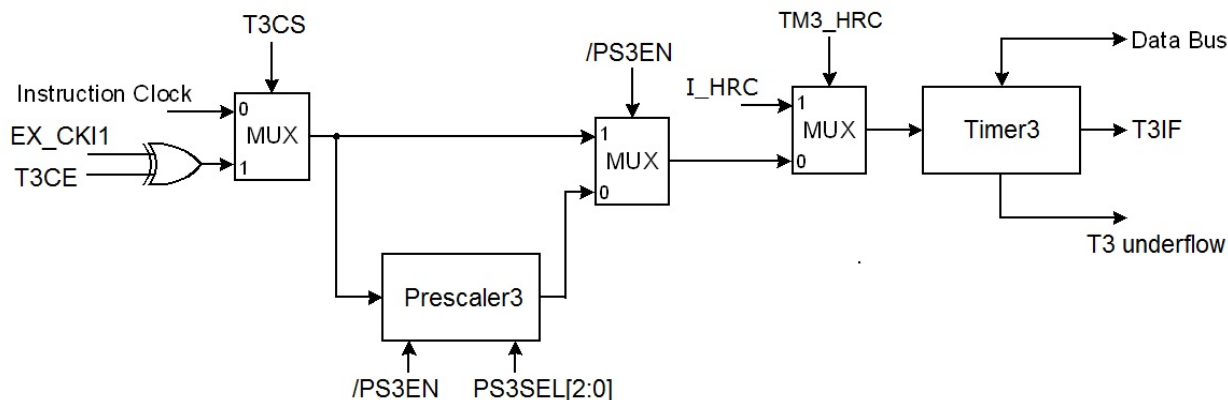 T3CS
TM3_HRC
/PS3EN
Data Bus
Instruction Clock
0
I_HRC
1
EX_CKI1
MUX
1
MUX
Timer3
T3IF
T3CE
1
MUX
0
0
T3 underflow
Prescaler3
/PS3EN
PS3SEL[2:0]